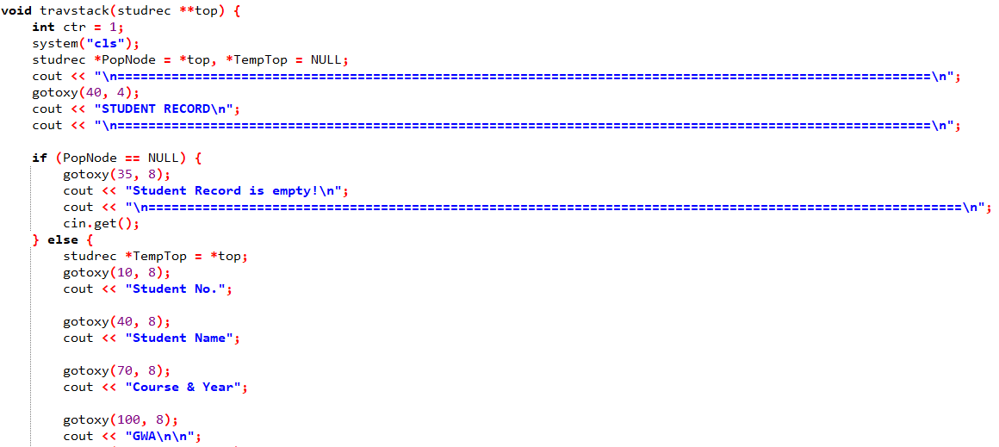 void travstack(studrec **top) {
int ctr = 1;
system("cls");
studrec *PopNode = *top, *TempTop = NULL;
cout << "\n=========================================================================================================\n";
gotoxy(40, 4);
cout << "STUDENT RECORD\n";
cout << "\n=========================================================================================================\n";
if (PopNode == NULL) {
gotoxy(35, 8);
cout << "Student Record is empty!\n";
cout << "\n=========================================================================================================\n";
cin.get();
} else {
studrec *TempTop = *top;
gotoxy(10, 8);
cout << "Student No.";
gotoxy(40, 8);
cout << "Student Name";
gotoxy(70, 8);
cout << "Course & Year";
gotoxy(100, 8);
cout << "GWA\n\n";